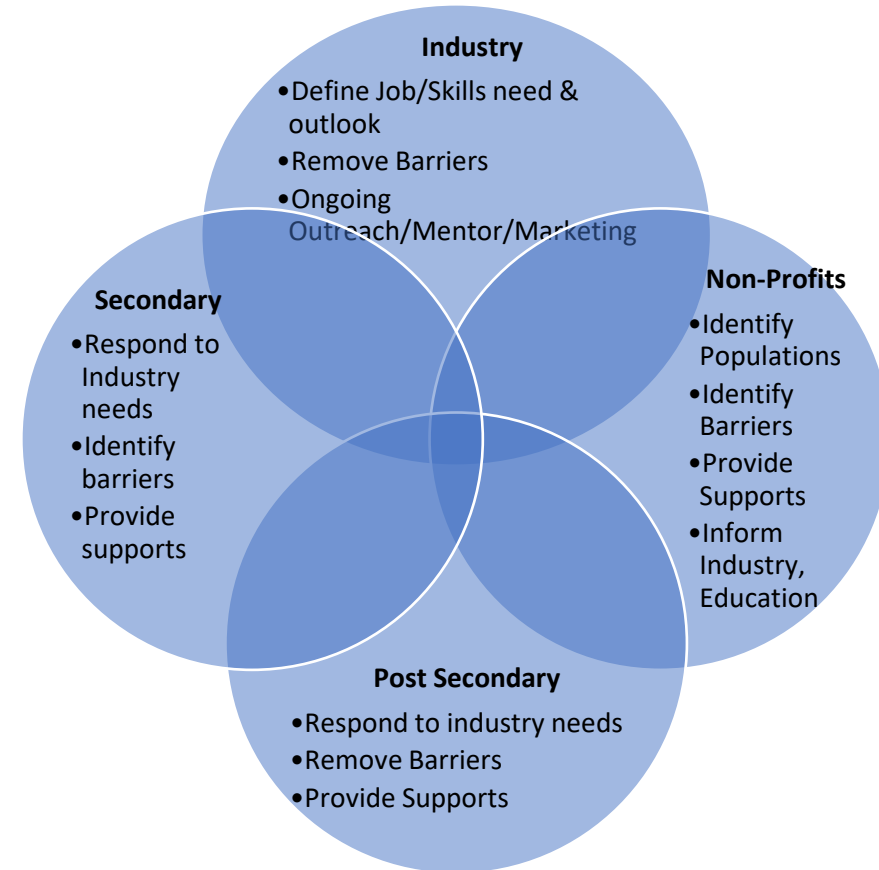 Industry
•Define Job/Skills need &
outlook
•Remove Barriers
•Ongoing
Outreach/Mentor/Marketing
Secondary
•Respond to
Industry
needs
•Identify
barriers
•Provide
supports
Non-Profits
•Identify
Populations
•Identify
Barriers
•Provide
Supports
•Inform
Industry,
Education
Post Secondary
•Respond to industry needs
•Remove Barriers
•Provide Supports